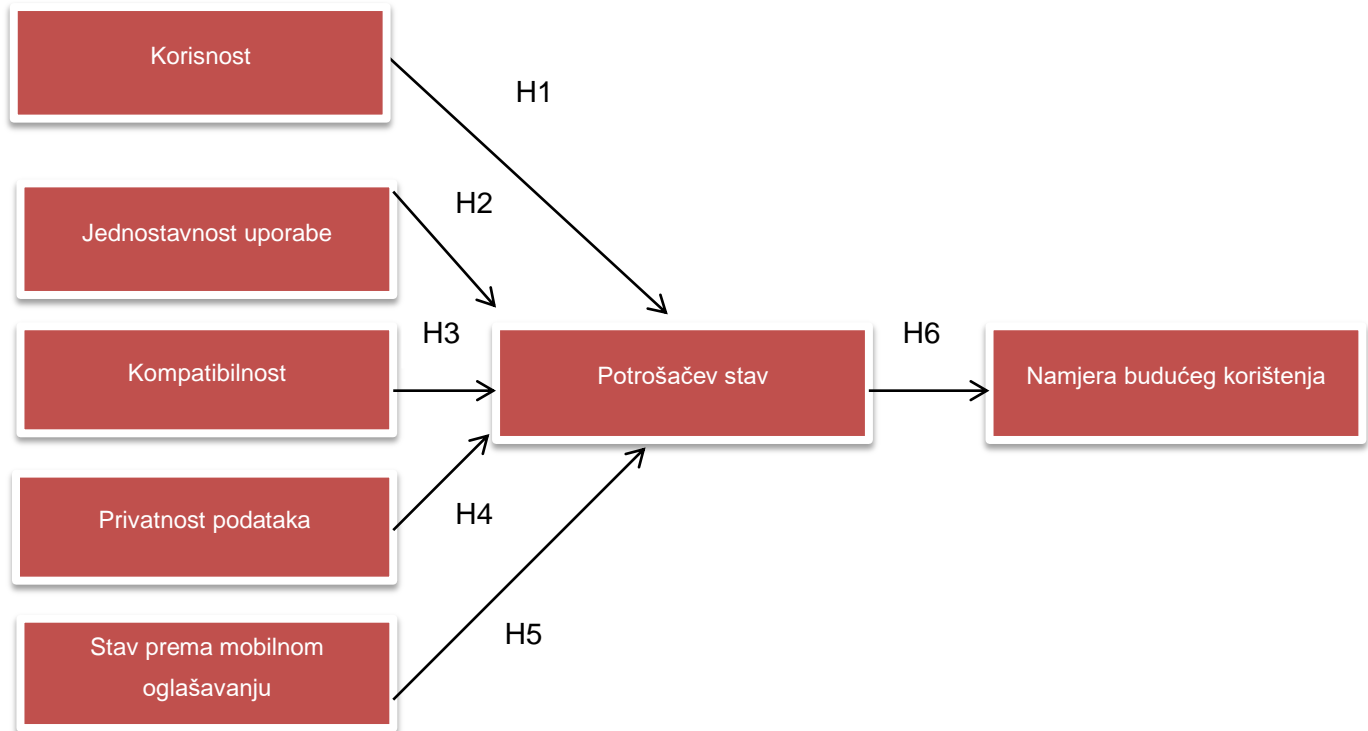 Korisnost
H1
Jednostavnost uporabe
H2
Kompatibilnost
H3
Potrošačev stav
H6
Namjera budućeg korištenja
Privatnost podataka
H4
Stav prema mobilnom
oglašavanju
H5